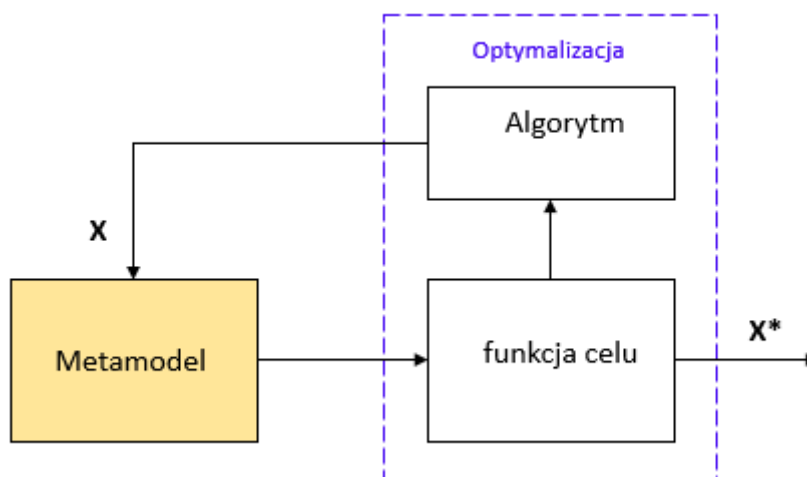 Optymalizacja
Algorytm
X
Metamodel
funkcja celu
X*